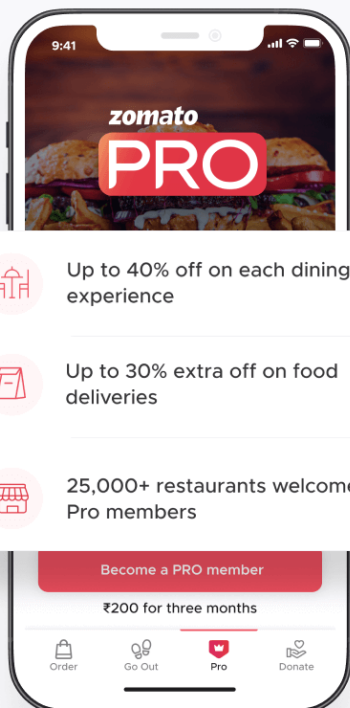 9:41
zomato
PRO
Up to 40% off on each dining
experience
Up to 30% extra off on food
deliveries
25,000+ restaurants welcome
Pro members
Become a PRO member
₹200 for three months
Order Go Out Pro Donate